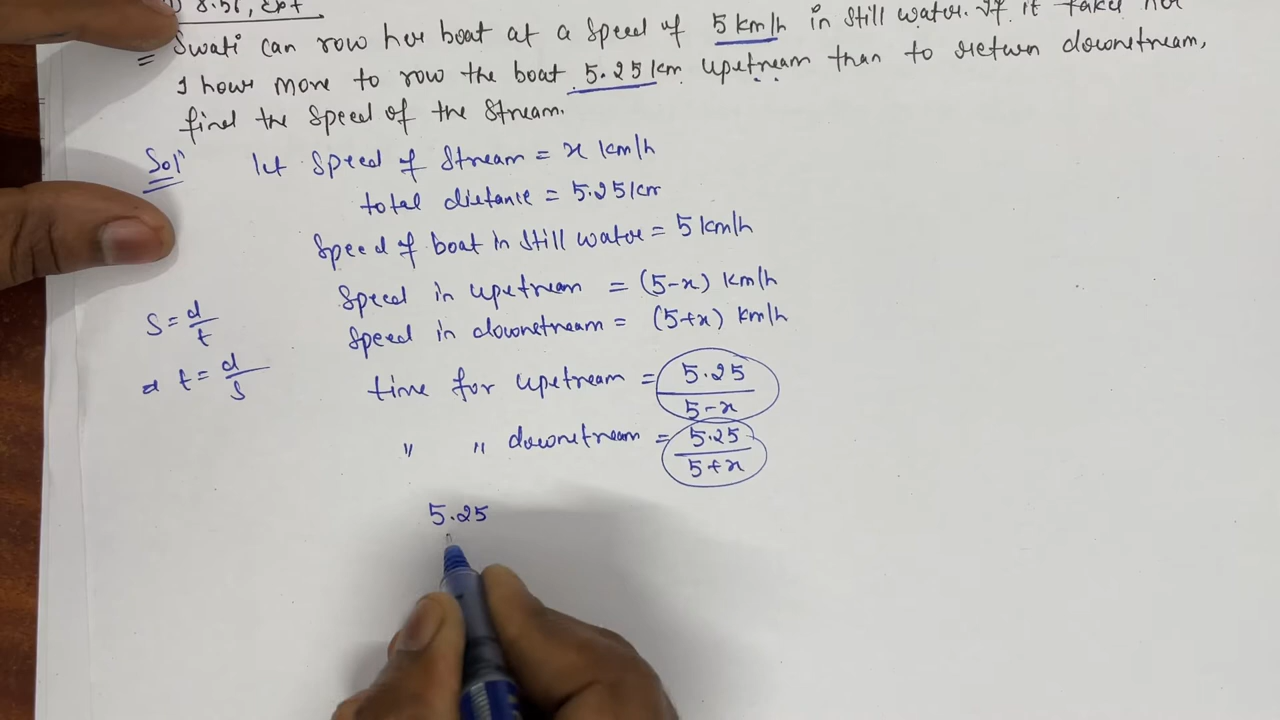 Swati can row her boat at a speed of 5 km/h in still water. If it takes her
1 hour more to row the boat 5.25 km upstream than to return downstream,
find the speed of the stream.
Solⁿ let speed of stream = x km/h
total distance = 5.25 km
Speed of boat in still water = 5 km/h
Speed in upstream = (5-x) km/h
S = d/t
Speed in downstream = (5+x) km/h
t = d/s
time for upstream = 5.25/5-x
" " downstream = 5.25/5+x
5.25